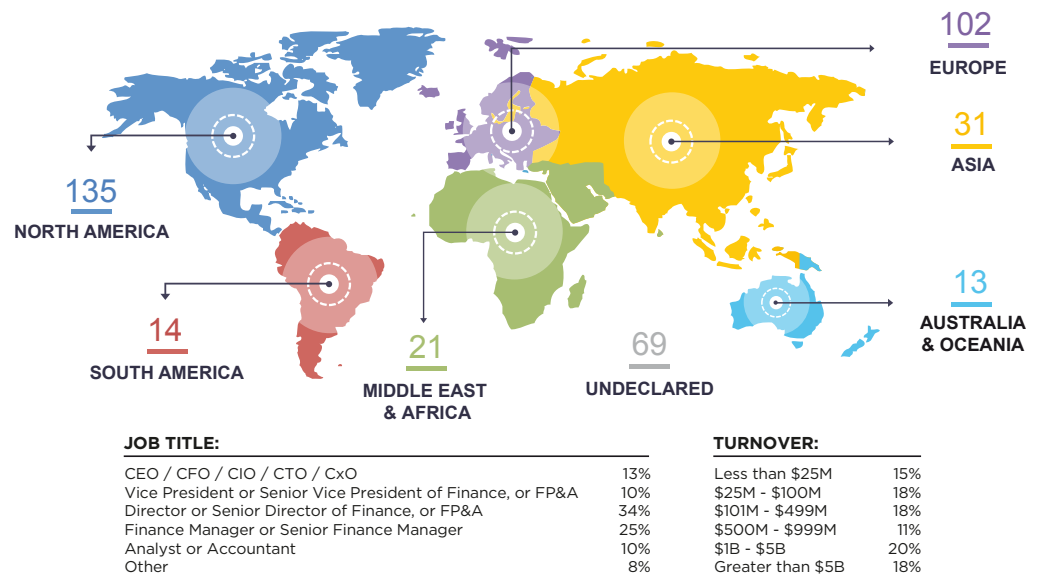 102
EUROPE
31
ASIA
135
NORTH AMERICA
13
AUSTRALIA
& OCEANIA
14
SOUTH AMERICA
21
MIDDLE EAST
& AFRICA
69
UNDECLARED
JOB TITLE:
CEO / CFO / CIO / CTO / CxO 13%
Vice President or Senior Vice President of Finance, or FP&A 10%
Director or Senior Director of Finance, or FP&A 34%
Finance Manager or Senior Finance Manager 25%
Analyst or Accountant 10%
Other 8%
TURNOVER:
Less than $25M 15%
$25M - $100M 18%
$101M - $499M 18%
$500M - $999M 11%
$1B - $5B 20%
Greater than $5B 18%